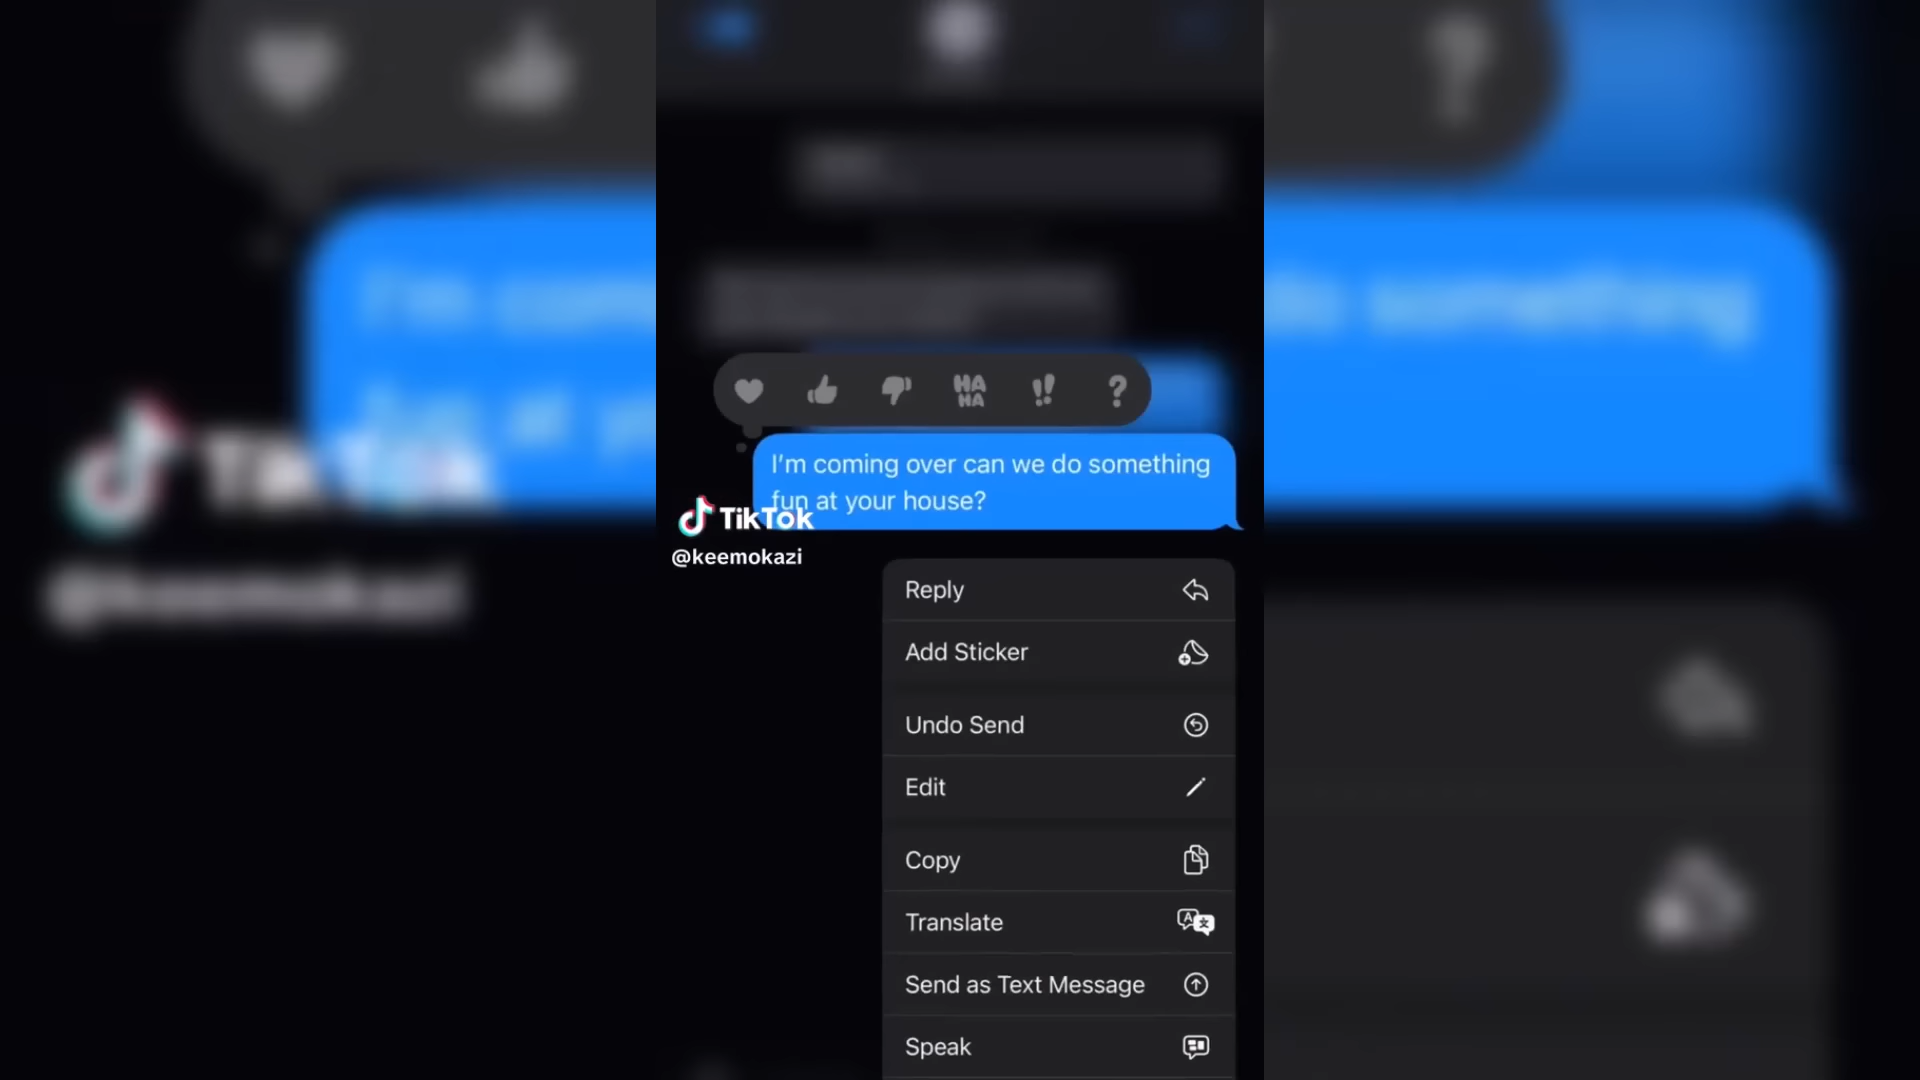 HA
HA
I'm coming over can we do something
fun at your house?
TikTok
@keemokazi
Reply
Add Sticker
Undo Send
Edit
Copy
Translate
Send as Text Message
Speak